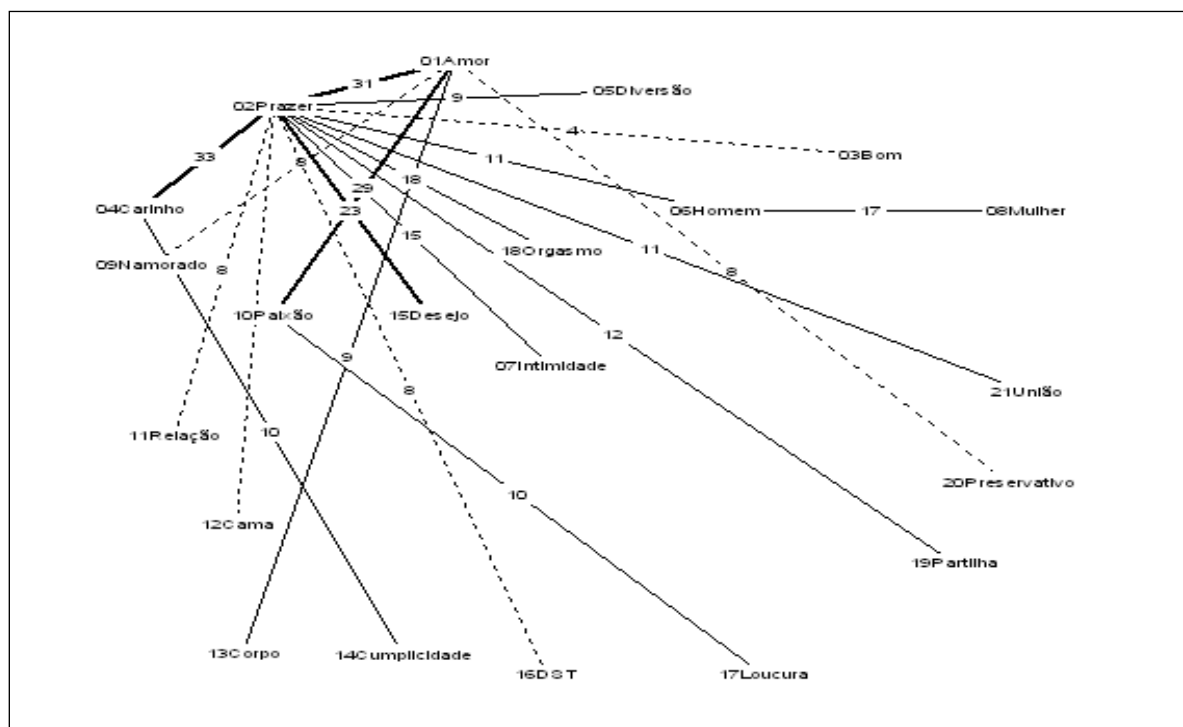 01Amor
31
05Diversão
9
02Prazer
4
03Bom
11
33
8
29
18
04Carinho
23
06Homem
17
08Mulher
15
18Orgasmo
11
09Namorado
8
8
10Paixão
15Desejo
12
9
07Intimidade
8
21União
11Relação
10
20Preservativo
10
12Cama
19Partilha
13Corpo
14Cumplicidade
16DST
17Loucura